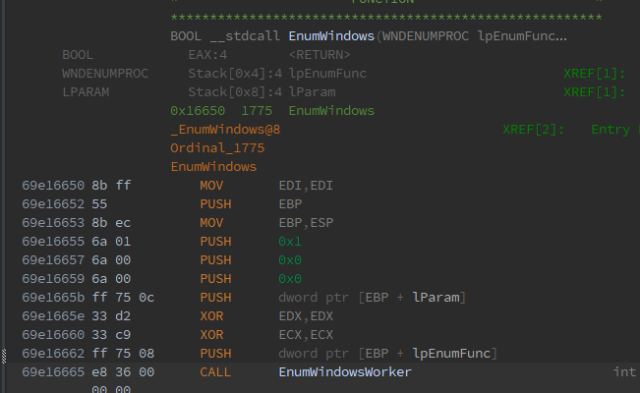 * FUNCTION *
******************************************************
BOOL __stdcall EnumWindows(WNDENUMPROC lpEnumFunc...
BOOL EAX:4 <RETURN>
WNDENUMPROC Stack[0x4]:4 lpEnumFunc XREF[1]:
LPARAM Stack[0x8]:4 lParam XREF[1]:
0x16650 1775 EnumWindows
_EnumWindows@8 XREF[2]: Entry
Ordinal_1775
EnumWindows
69e16650 8b ff MOV EDI,EDI
69e16652 55 PUSH EBP
69e16653 8b ec MOV EBP,ESP
69e16655 6a 01 PUSH 0x1
69e16657 6a 00 PUSH 0x0
69e16659 6a 00 PUSH 0x0
69e1665b ff 75 0c PUSH dword ptr [EBP + lParam]
69e1665e 33 d2 XOR EDX,EDX
69e16660 33 c9 XOR ECX,ECX
69e16662 ff 75 08 PUSH dword ptr [EBP + lpEnumFunc]
69e16665 e8 36 00 CALL EnumWindowsWorker int
00 00